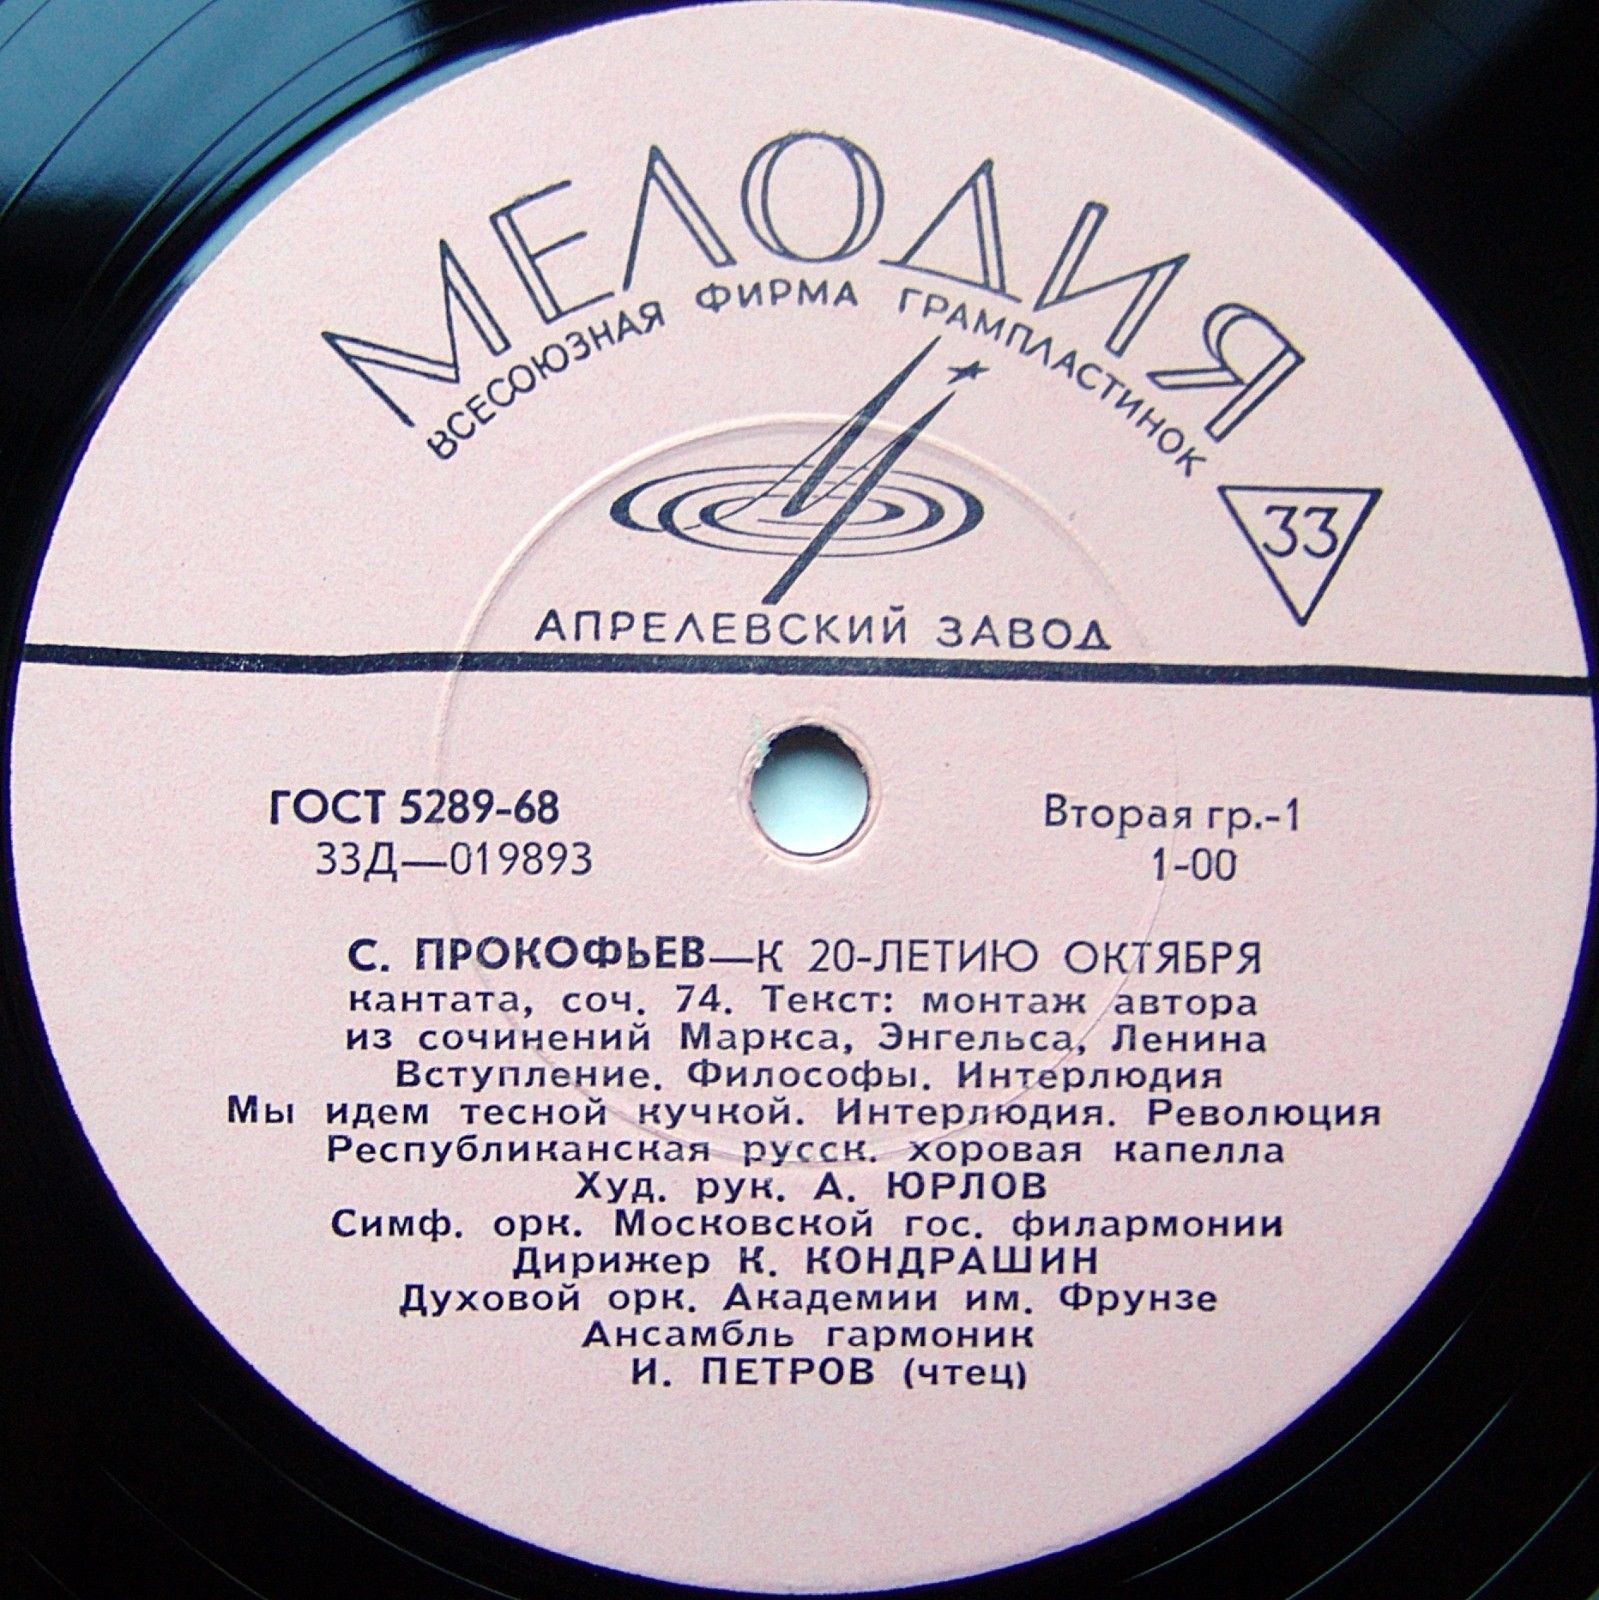 МЕЛОДИЯ
ВСЕСОЮЗНАЯ ФИРМА ГРАМПЛАСТИНОК
33
АПРЕЛЕВСКИЙ ЗАВОД
ГОСТ 5289-68
Вторая гр.-1
33Д—019893
1-00
С. ПРОКОФЬЕВ—К 20-ЛЕТИЮ ОКТЯБРЯ
кантата, соч. 74. Текст: монтаж автора
из сочинений Маркса, Энгельса, Ленина
Вступление. Философы. Интерлюдия
Мы идем тесной кучкой. Интерлюдия. Революция
Республиканская русск. хоровая капелла
Худ. рук. А. ЮРЛОВ
Симф. орк. Московской гос. филармонии
Дирижер К. КОНДРАШИН
Духовой орк. Академии им. Фрунзе
Ансамбль гармоник
И. ПЕТРОВ (чтец)